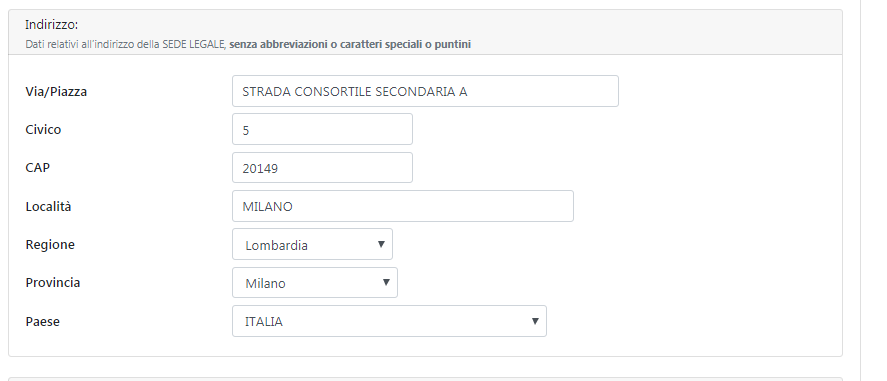 Indirizzo:
Dati relativi all'indirizzo della SEDE LEGALE, senza abbreviazioni o caratteri speciali o puntini
Via/Piazza STRADA CONSORTILE SECONDARIA A
Civico 5
CAP 20149
Località MILANO
Regione Lombardia
Provincia Milano
Paese ITALIA